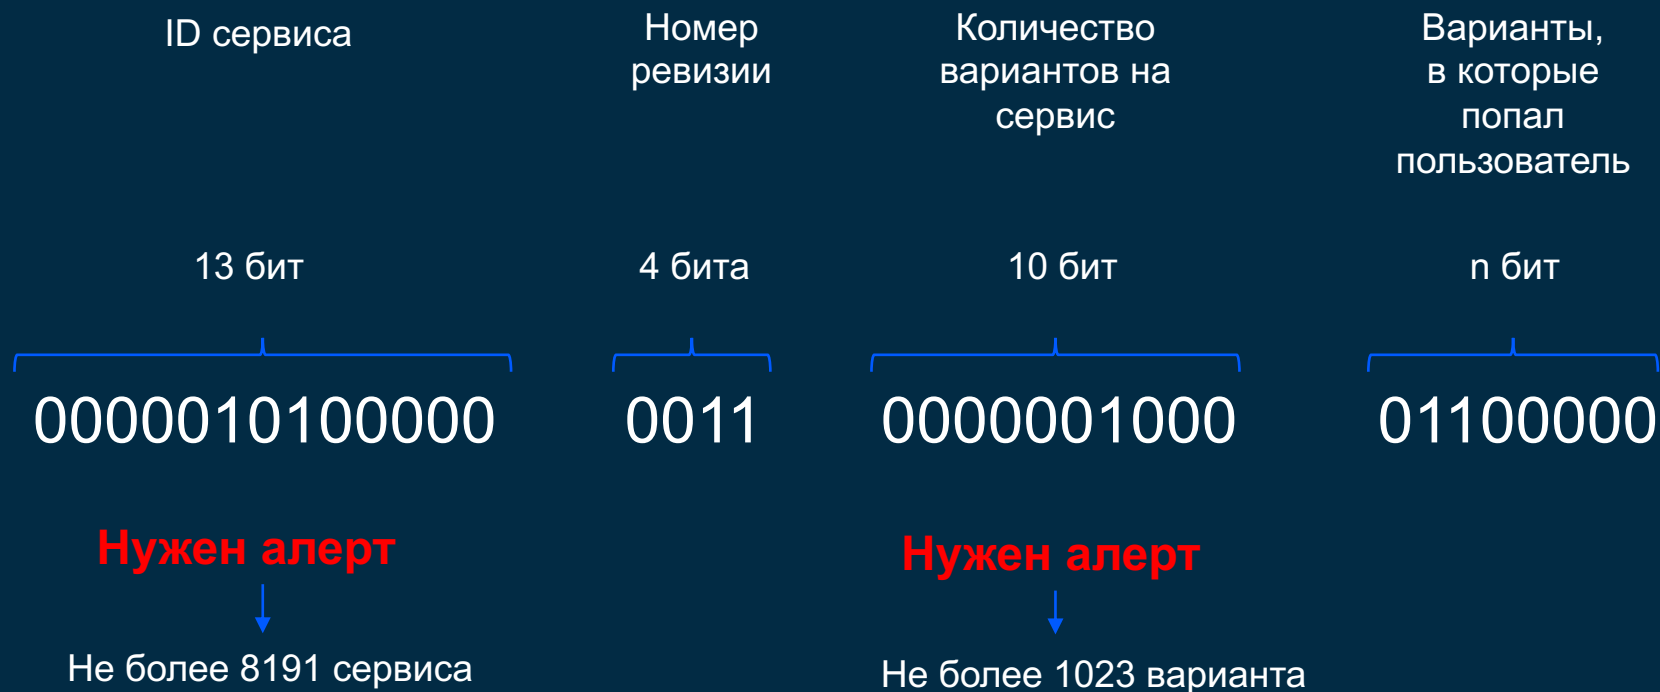 ID сервиса
Номер
ревизии
Количество
вариантов на
сервис
Варианты,
в которые
попал
пользователь
13 бит
4 бита
10 бит
n бит
0000010100000
0011
0000001000
01100000
Нужен алерт
Нужен алерт
Не более 8191 сервиса
Не более 1023 варианта